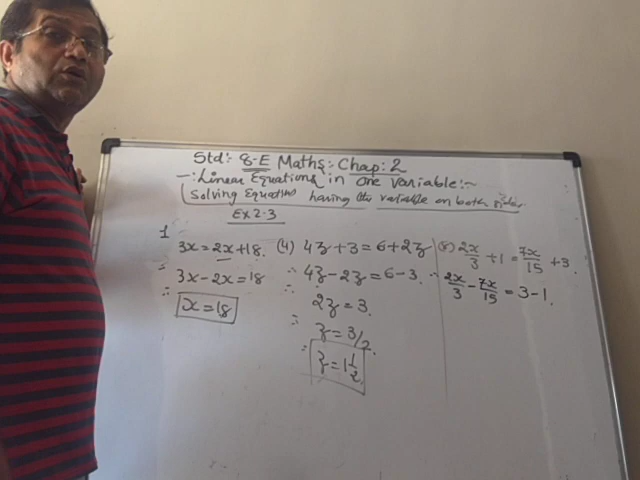 Std:- 8-E Maths:- Chap: 2
-:Linear Equations in One Variable:-
Solving Equations having the variable on both sides
Ex 2.3
1
3x = 2x + 18.
∴ 3x - 2x = 18
∴ x = 18
(4) 4z + 3 = 6 + 2z
∴ 4z - 2z = 6 - 3.
∴ 2z = 3.
∴ z = 3/2.
∴ z = 1 1/2
(8) 2x/3 + 1 = 7x/15 + 3.
∴ 2x/3 - 7x/15 = 3 - 1.